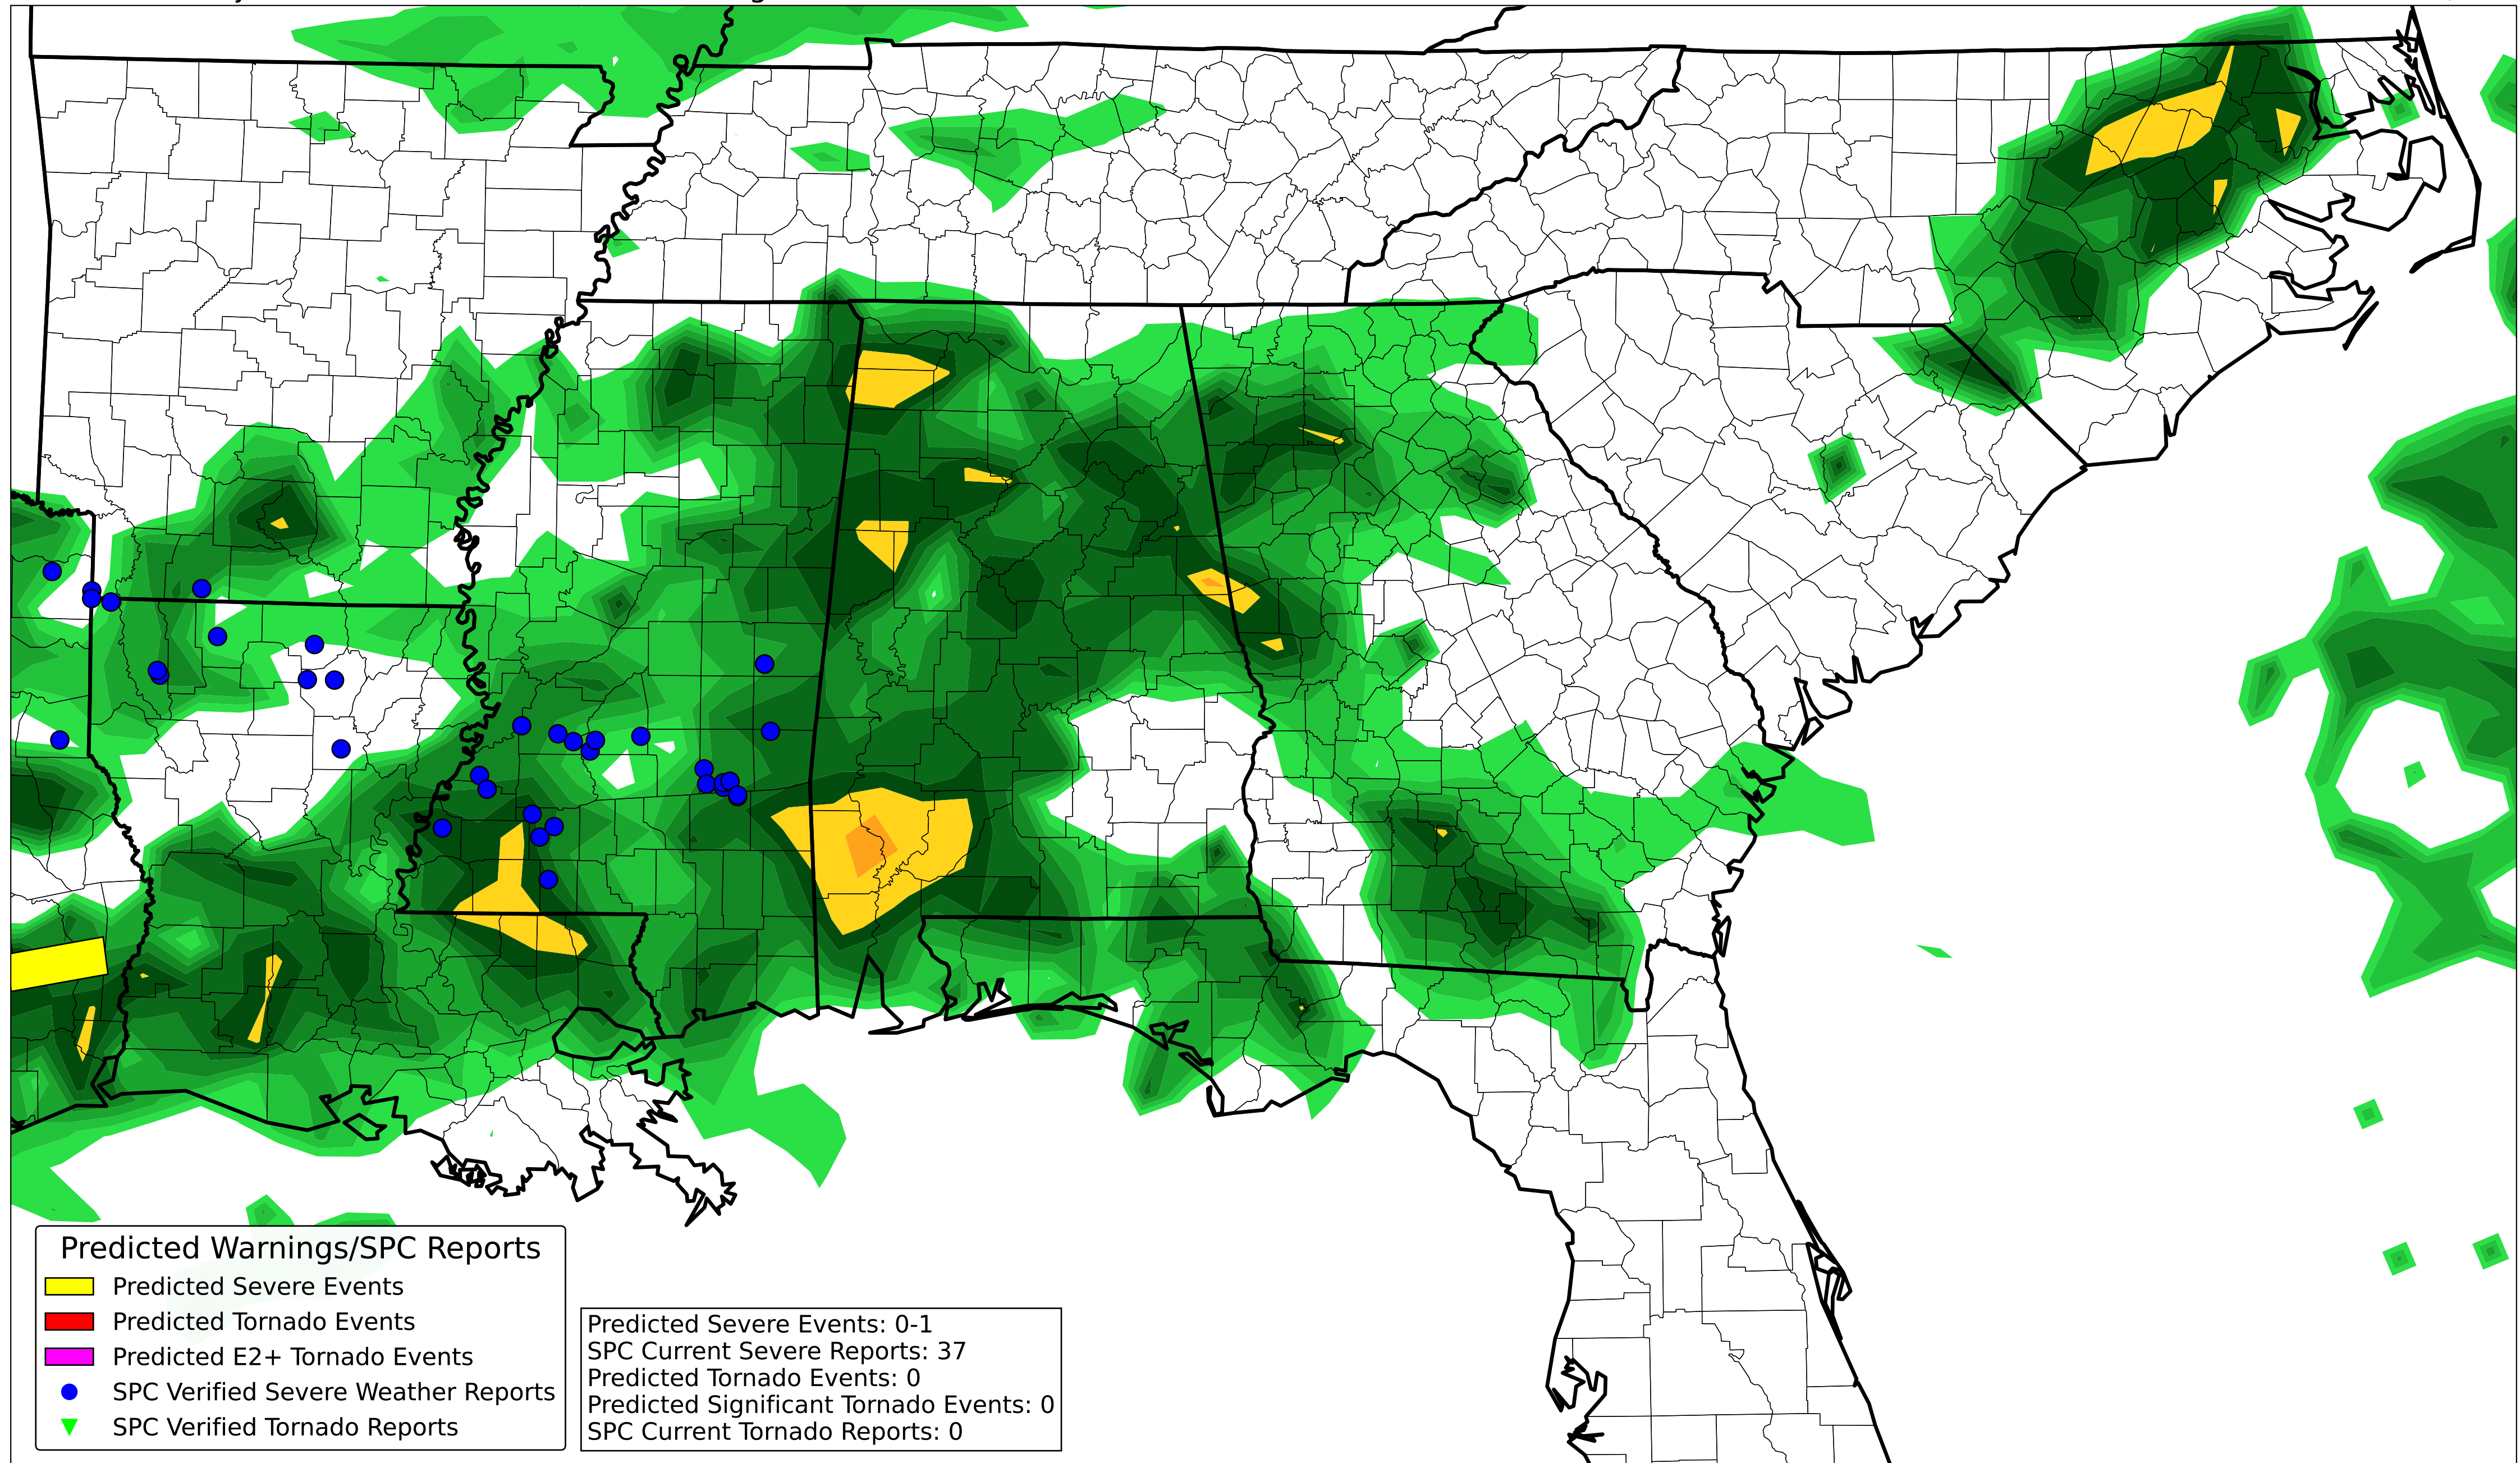 Predicted Warnings/SPC Reports
Predicted Severe Events
Predicted Tornado Events
Predicted E2+ Tornado Events
SPC Verified Severe Weather Reports
SPC Verified Tornado Reports
Predicted Severe Events: 0-1
SPC Current Severe Reports: 37
Predicted Tornado Events: 0
Predicted Significant Tornado Events: 0
SPC Current Tornado Reports: 0